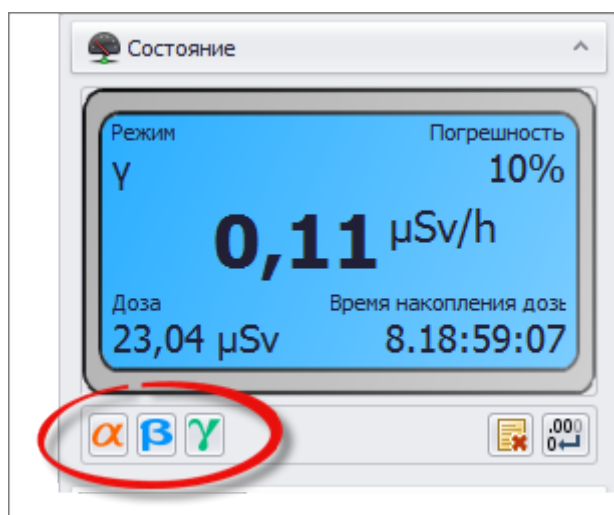 Состояние
Режим Погрешность
γ 10%
0,11 µSv/h
Доза Время накопления дозы
23,04 µSv 8.18:59:07
α β γ .000
0